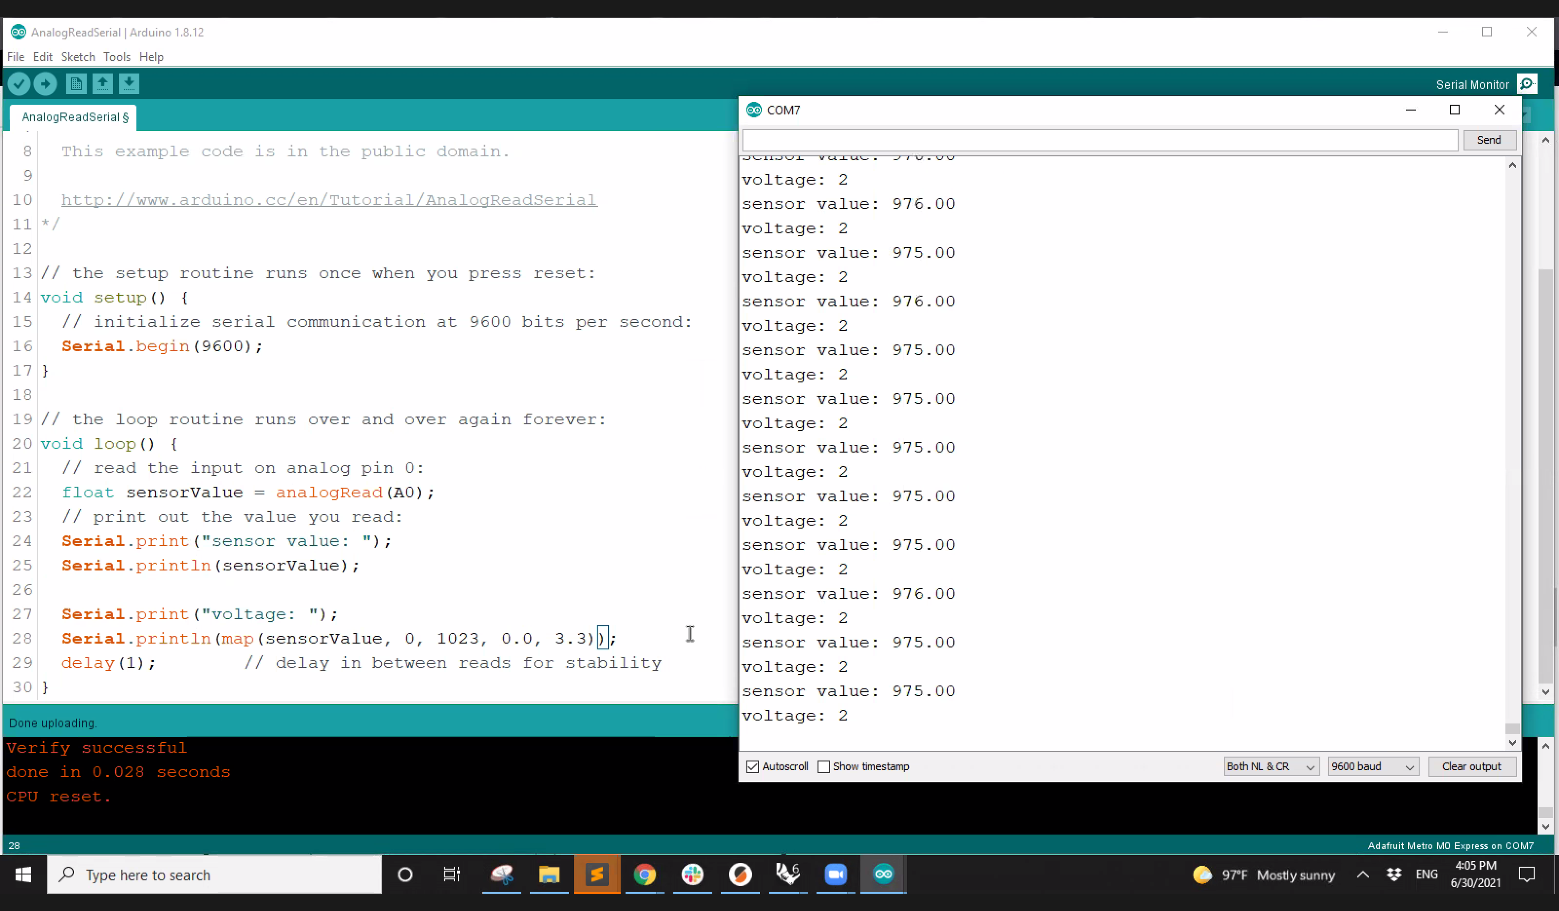 AnalogReadSerial | Arduino 1.8.12
File Edit Sketch Tools Help
Serial Monitor
AnalogReadSerial §
8 This example code is in the public domain.
9
10 http://www.arduino.cc/en/Tutorial/AnalogReadSerial
11 */
12
13 // the setup routine runs once when you press reset:
14 void setup() {
15 // initialize serial communication at 9600 bits per second:
16 Serial.begin(9600);
17 }
18
19 // the loop routine runs over and over again forever:
20 void loop() {
21 // read the input on analog pin 0:
22 float sensorValue = analogRead(A0);
23 // print out the value you read:
24 Serial.print("sensor value: ");
25 Serial.println(sensorValue);
26
27 Serial.print("voltage: ");
28 Serial.println(map(sensorValue, 0, 1023, 0.0, 3.3));
29 delay(1); // delay in between reads for stability
30 }
COM7
Send
sensor value: 976.00
voltage: 2
sensor value: 976.00
voltage: 2
sensor value: 975.00
voltage: 2
sensor value: 976.00
voltage: 2
sensor value: 975.00
voltage: 2
sensor value: 975.00
voltage: 2
sensor value: 975.00
voltage: 2
sensor value: 975.00
voltage: 2
sensor value: 975.00
voltage: 2
sensor value: 976.00
voltage: 2
sensor value: 975.00
voltage: 2
sensor value: 975.00
voltage: 2
Autoscroll Show timestamp Both NL & CR 9600 baud Clear output
Done uploading.
Verify successful
done in 0.028 seconds
CPU reset.
28 Adafruit Metro M0 Express on COM7
Type here to search
6
97°F Mostly sunny ENG
4:05 PM
6/30/2021